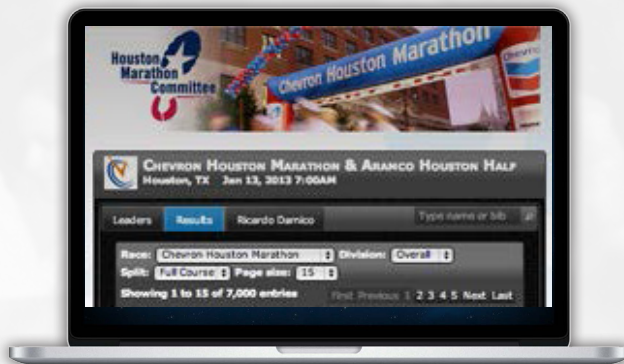 Houston
Marathon
Committee
Chevron Houston Marathon
CHEVRON HOUSTON MARATHON & ARAMCO HOUSTON HALF
Houston, TX Jan 13, 2013 7:00AM
Leaders Results Ricardo Damico Type name or bib
Race: Chevron Houston Marathon Division: Overall
Split: Full Course Page size: 15
Showing 1 to 15 of 7,000 entries First Previous 1 2 3 4 5 Next Last